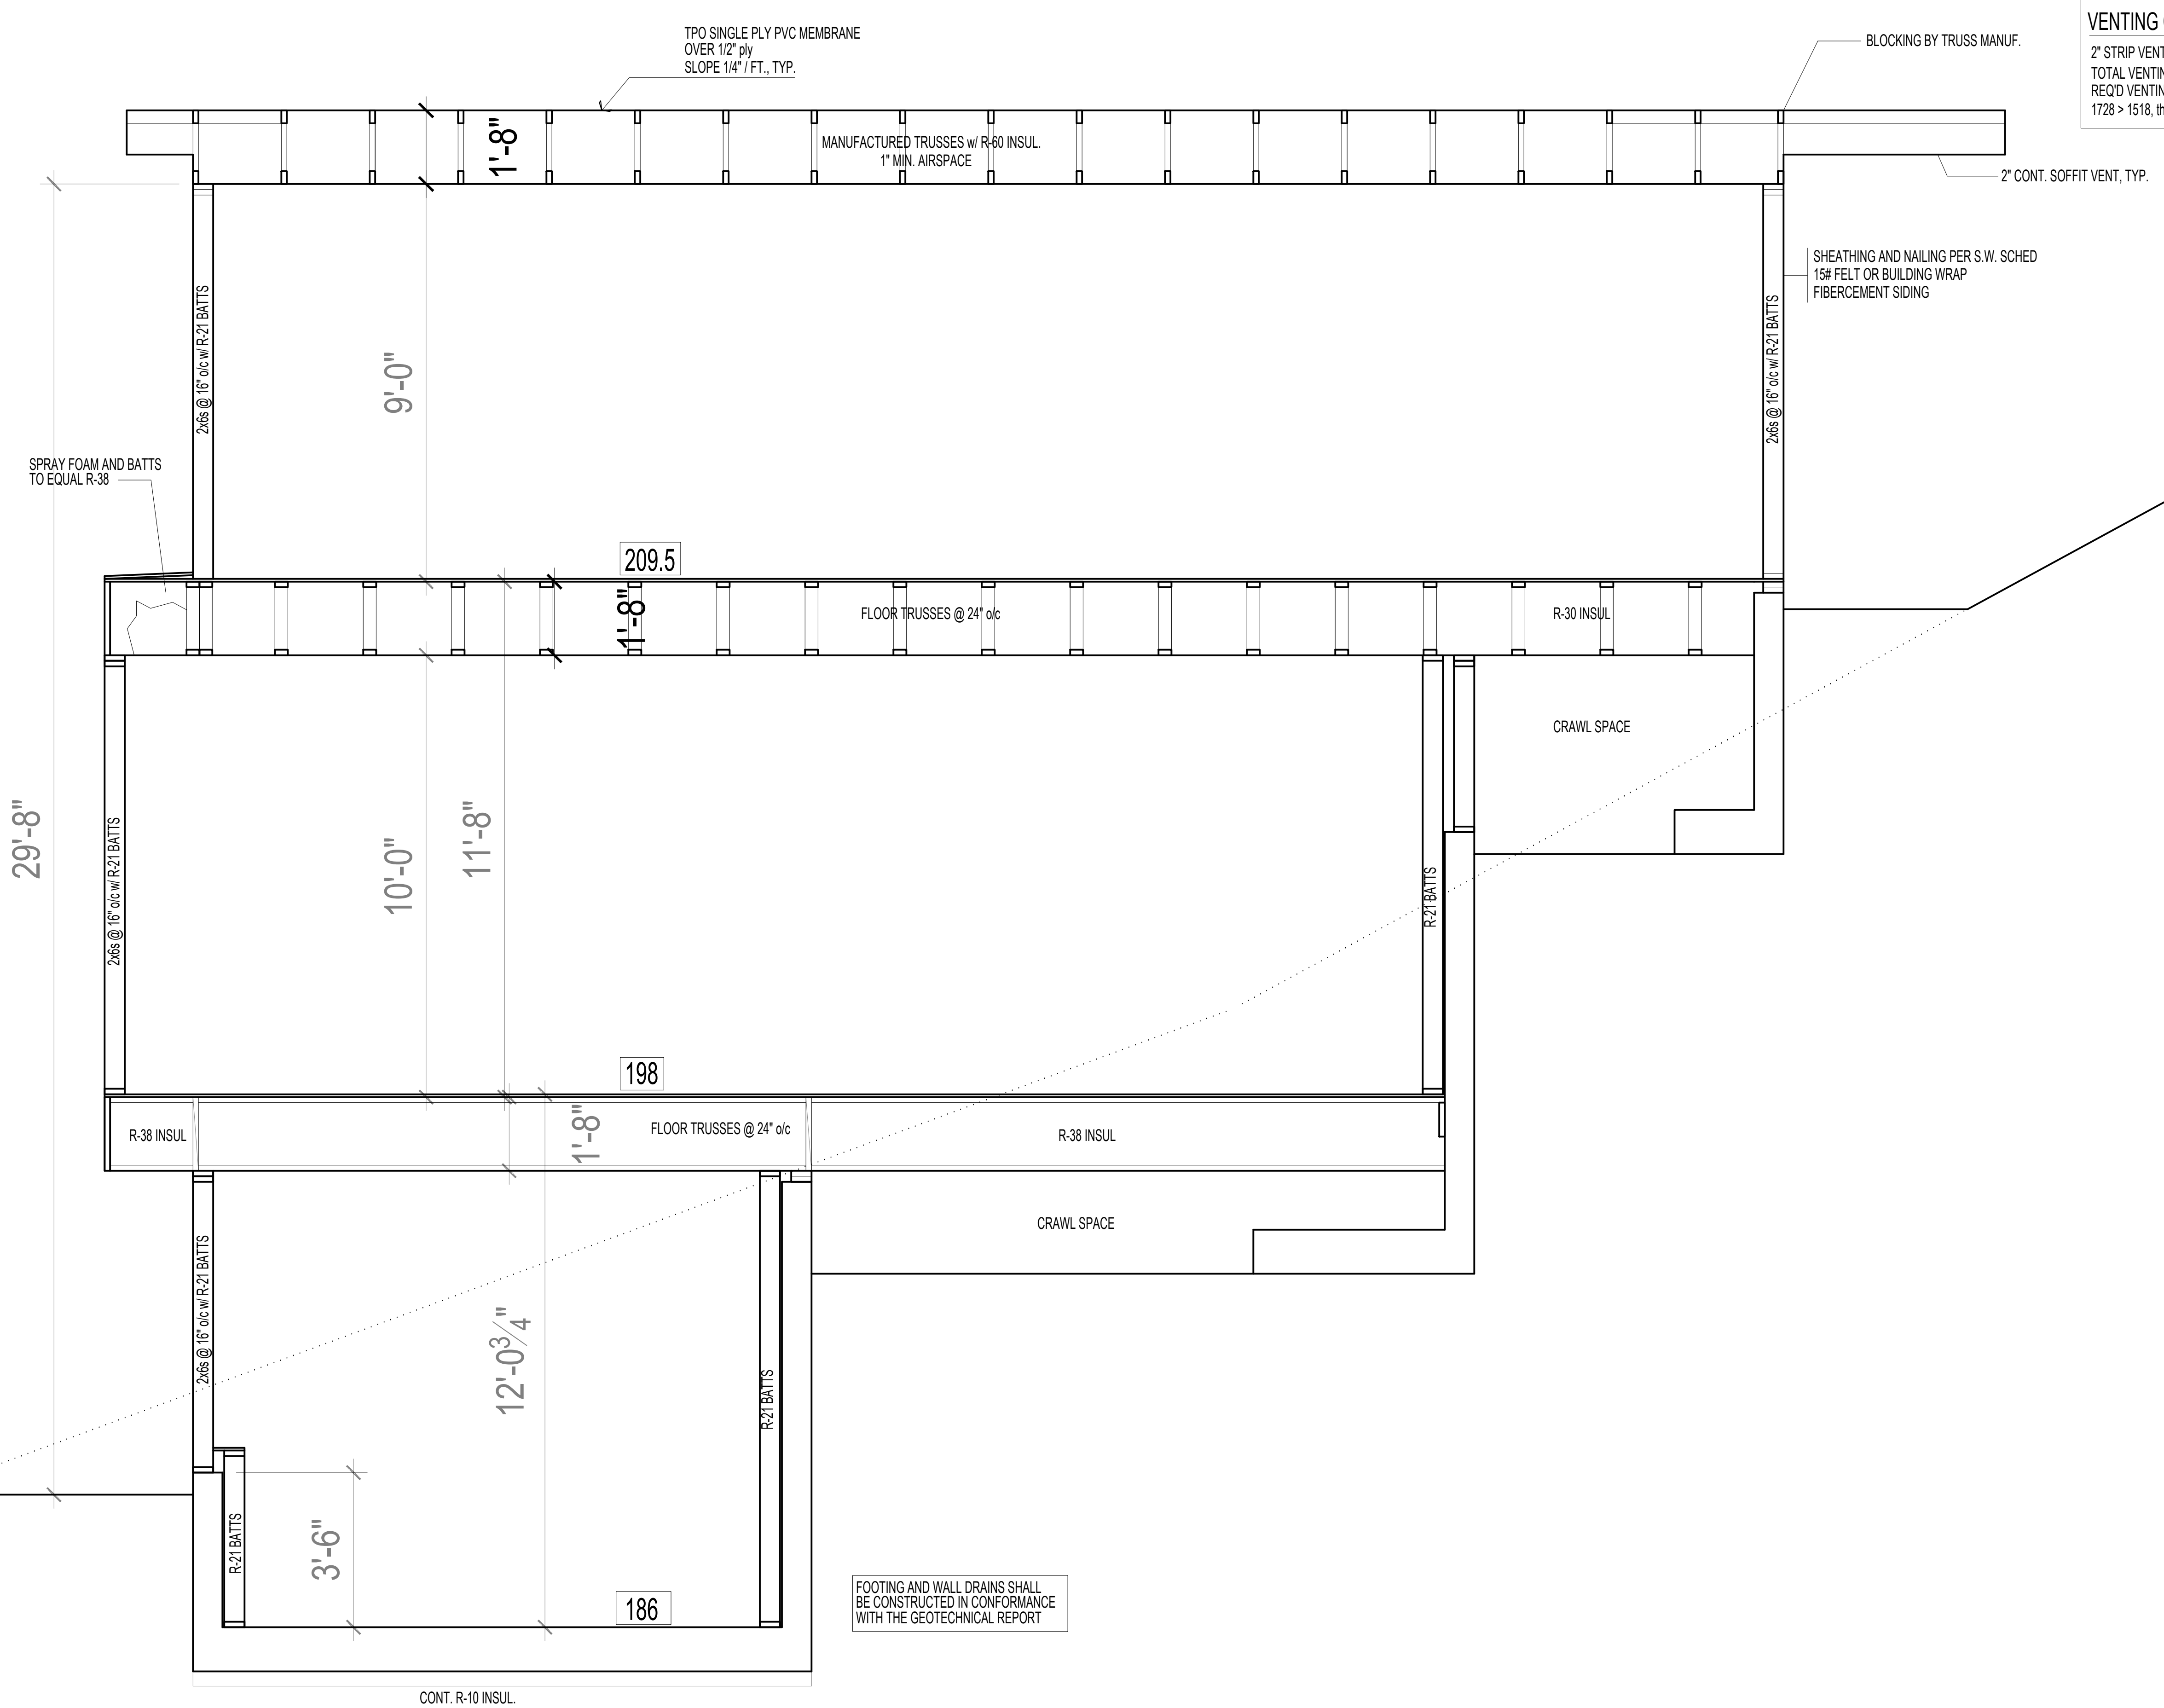 TPO SINGLE PLY PVC MEMBRANE
OVER 1/2" ply
SLOPE 1/4" / FT., TYP.
BLOCKING BY TRUSS MANUF.
VENTING
2" STRIP VENT
TOTAL VENTIN
REQ'D VENTIN
1728 > 1518, th
1'-8"
MANUFACTURED TRUSSES w/ R-60 INSUL.
1" MIN. AIRSPACE
2" CONT. SOFFIT VENT, TYP.
SHEATHING AND NAILING PER S.W. SCHED
15# FELT OR BUILDING WRAP
FIBERCEMENT SIDING
2x6s @ 16" o/c w/ R-21 BATTS
9'-0"
2x6s @ 16" o/c w/ R-21 BATTS
SPRAY FOAM AND BATTS
TO EQUAL R-38
209.5
1'-8"
FLOOR TRUSSES @ 24" o/c
R-30 INSUL
CRAWL SPACE
29'-8"
2x6s @ 16" o/c w/ R-21 BATTS
10'-0"
11'-8"
R-21 BATTS
198
R-38 INSUL
1'-8"
FLOOR TRUSSES @ 24" o/c
R-38 INSUL
CRAWL SPACE
2x6s @ 16" o/c w/ R-21 BATTS
12'-0 3/4"
R-21 BATTS
R-21 BATTS
3'-6"
186
FOOTING AND WALL DRAINS SHALL
BE CONSTRUCTED IN CONFORMANCE
WITH THE GEOTECHNICAL REPORT
CONT. R-10 INSUL.